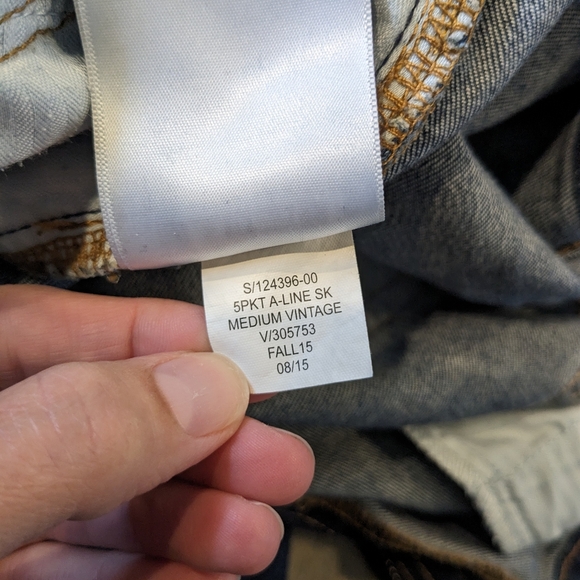 S/124396-00
5PKT A-LINE SK
MEDIUM VINTAGE
V/305753
FALL15
08/15